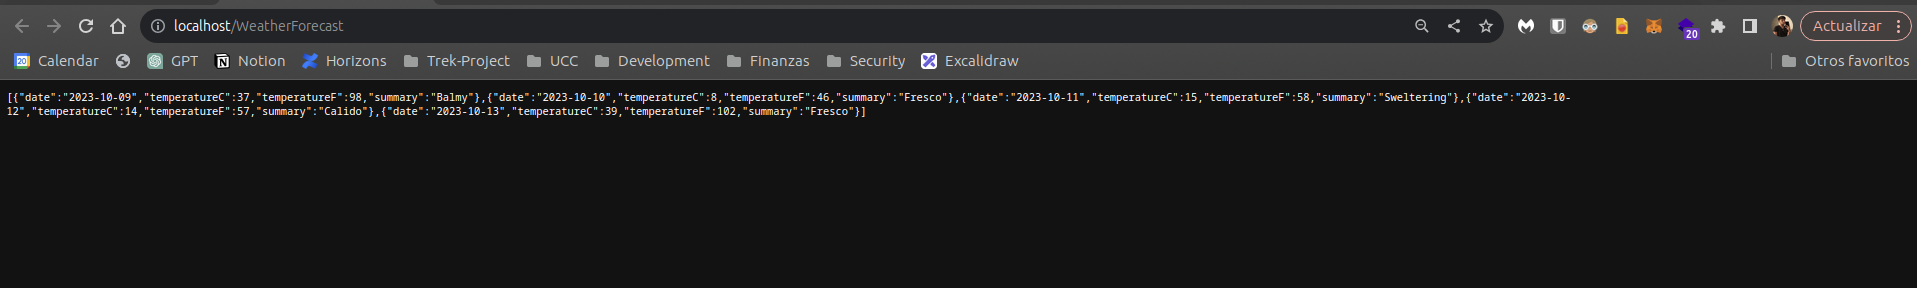 localhost/WeatherForecast
20
Actualizar
20 Calendar GPT Notion Horizons Trek-Project UCC Development Finanzas Security Excalidraw Otros favoritos
[{"date":"2023-10-09","temperatureC":37,"temperatureF":98,"summary":"Balmy"},{"date":"2023-10-10","temperatureC":8,"temperatureF":46,"summary":"Fresco"},{"date":"2023-10-11","temperatureC":15,"temperatureF":58,"summary":"Sweltering"},{"date":"2023-10-
12","temperatureC":14,"temperatureF":57,"summary":"Calido"},{"date":"2023-10-13","temperatureC":39,"temperatureF":102,"summary":"Fresco"}]